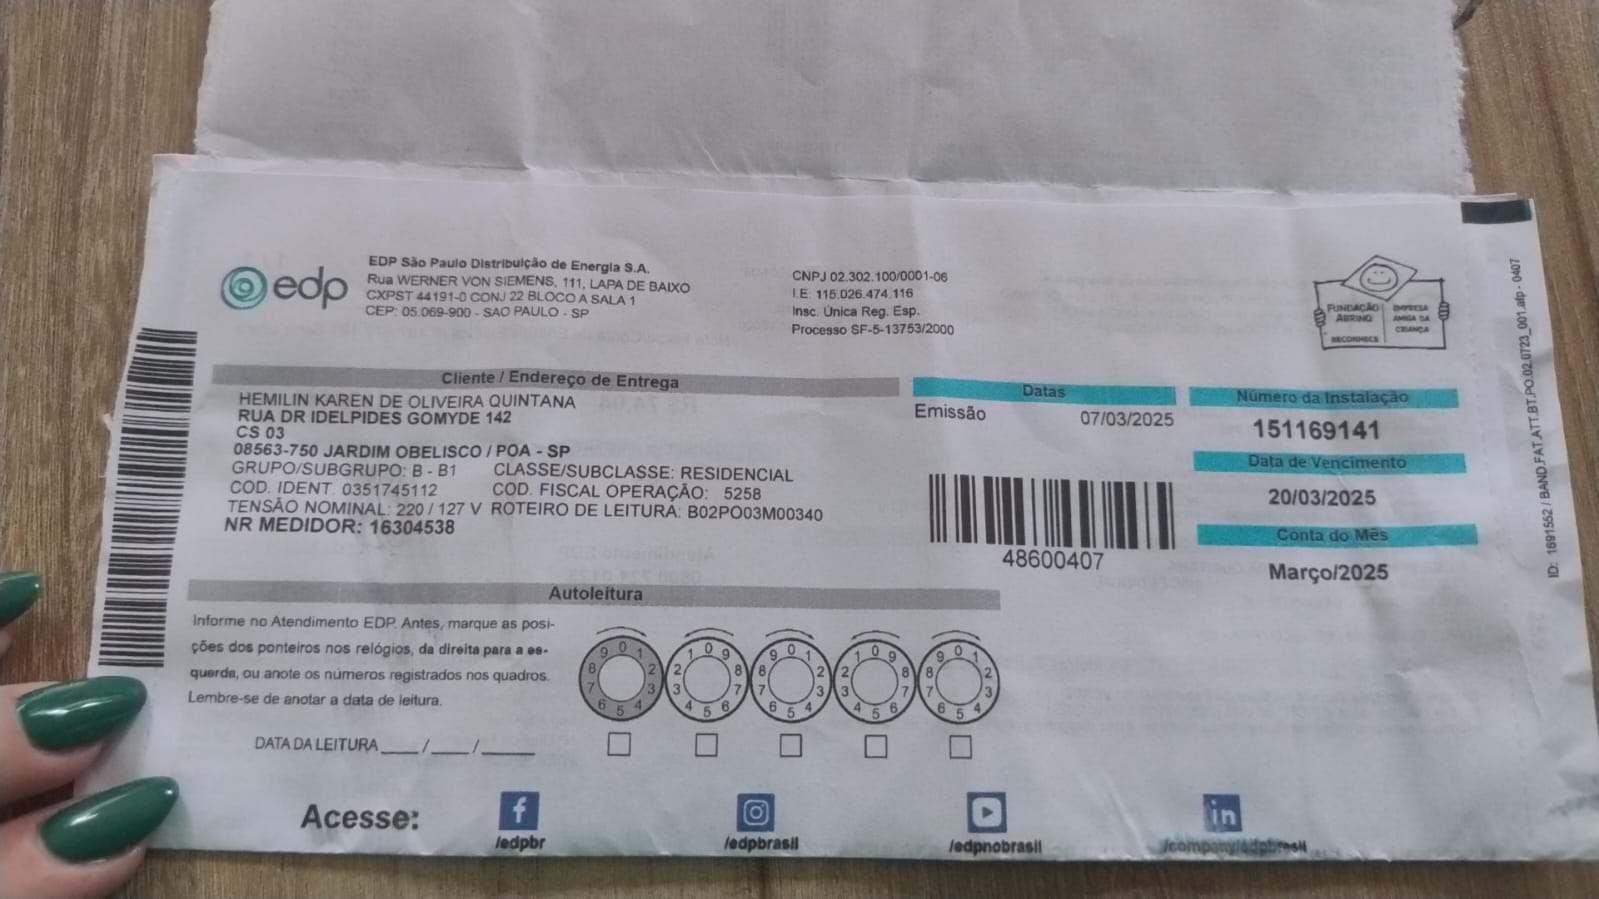 edp
EDP São Paulo Distribuição de Energia S.A.
Rua WERNER VON SIEMENS, 111, LAPA DE BAIXO
CXPST 44191-0 CONJ 22 BLOCO A SALA 1
CEP: 05.069-900 - SAO PAULO - SP
CNPJ 02.302.100/0001-06
I.E. 115.026.474.116
Insc. Única Reg. Esp.
Processo SF-5-13753/2000
FUNDAÇÃO
ABRINQ
RECONHECE
EMPRESA
AMIGA DA
CRIANÇA
Cliente / Endereço de Entrega
HEMILIN KAREN DE OLIVEIRA QUINTANA
RUA DR IDELPIDES GOMYDE 142
CS 03
08563-750 JARDIM OBELISCO / POA - SP
GRUPO/SUBGRUPO: B - B1 CLASSE/SUBCLASSE: RESIDENCIAL
COD. IDENT. 0351745112 COD. FISCAL OPERAÇÃO: 5258
TENSÃO NOMINAL: 220 / 127 V ROTEIRO DE LEITURA: B02PO03M00340
NR MEDIDOR: 16304538
Datas
Emissão 07/03/2025
48600407
Número da Instalação
151169141
Data de Vencimento
20/03/2025
Conta do Mês
Março/2025
ID: 1691552 / BAND.FAT.ATT.BT.PO.02.0723_001.afp - 0407
Autoleitura
Informe no Atendimento EDP. Antes, marque as posi-
ções dos ponteiros nos relógios, da direita para a es-
querda, ou anote os números registrados nos quadros.
Lembre-se de anotar a data de leitura.
9 0 1 2 3 4 5 6 7 8
1 0 9 8 7 6 5 4 3 2
9 0 1 2 3 4 5 6 7 8
1 0 9 8 7 6 5 4 3 2
9 0 1 2 3 4 5 6 7 8
DATA DA LEITURA ____ / ____ / ______
Acesse:
/edpbr
/edpbrasil
/edpnobrasil
/company/edpbrasil